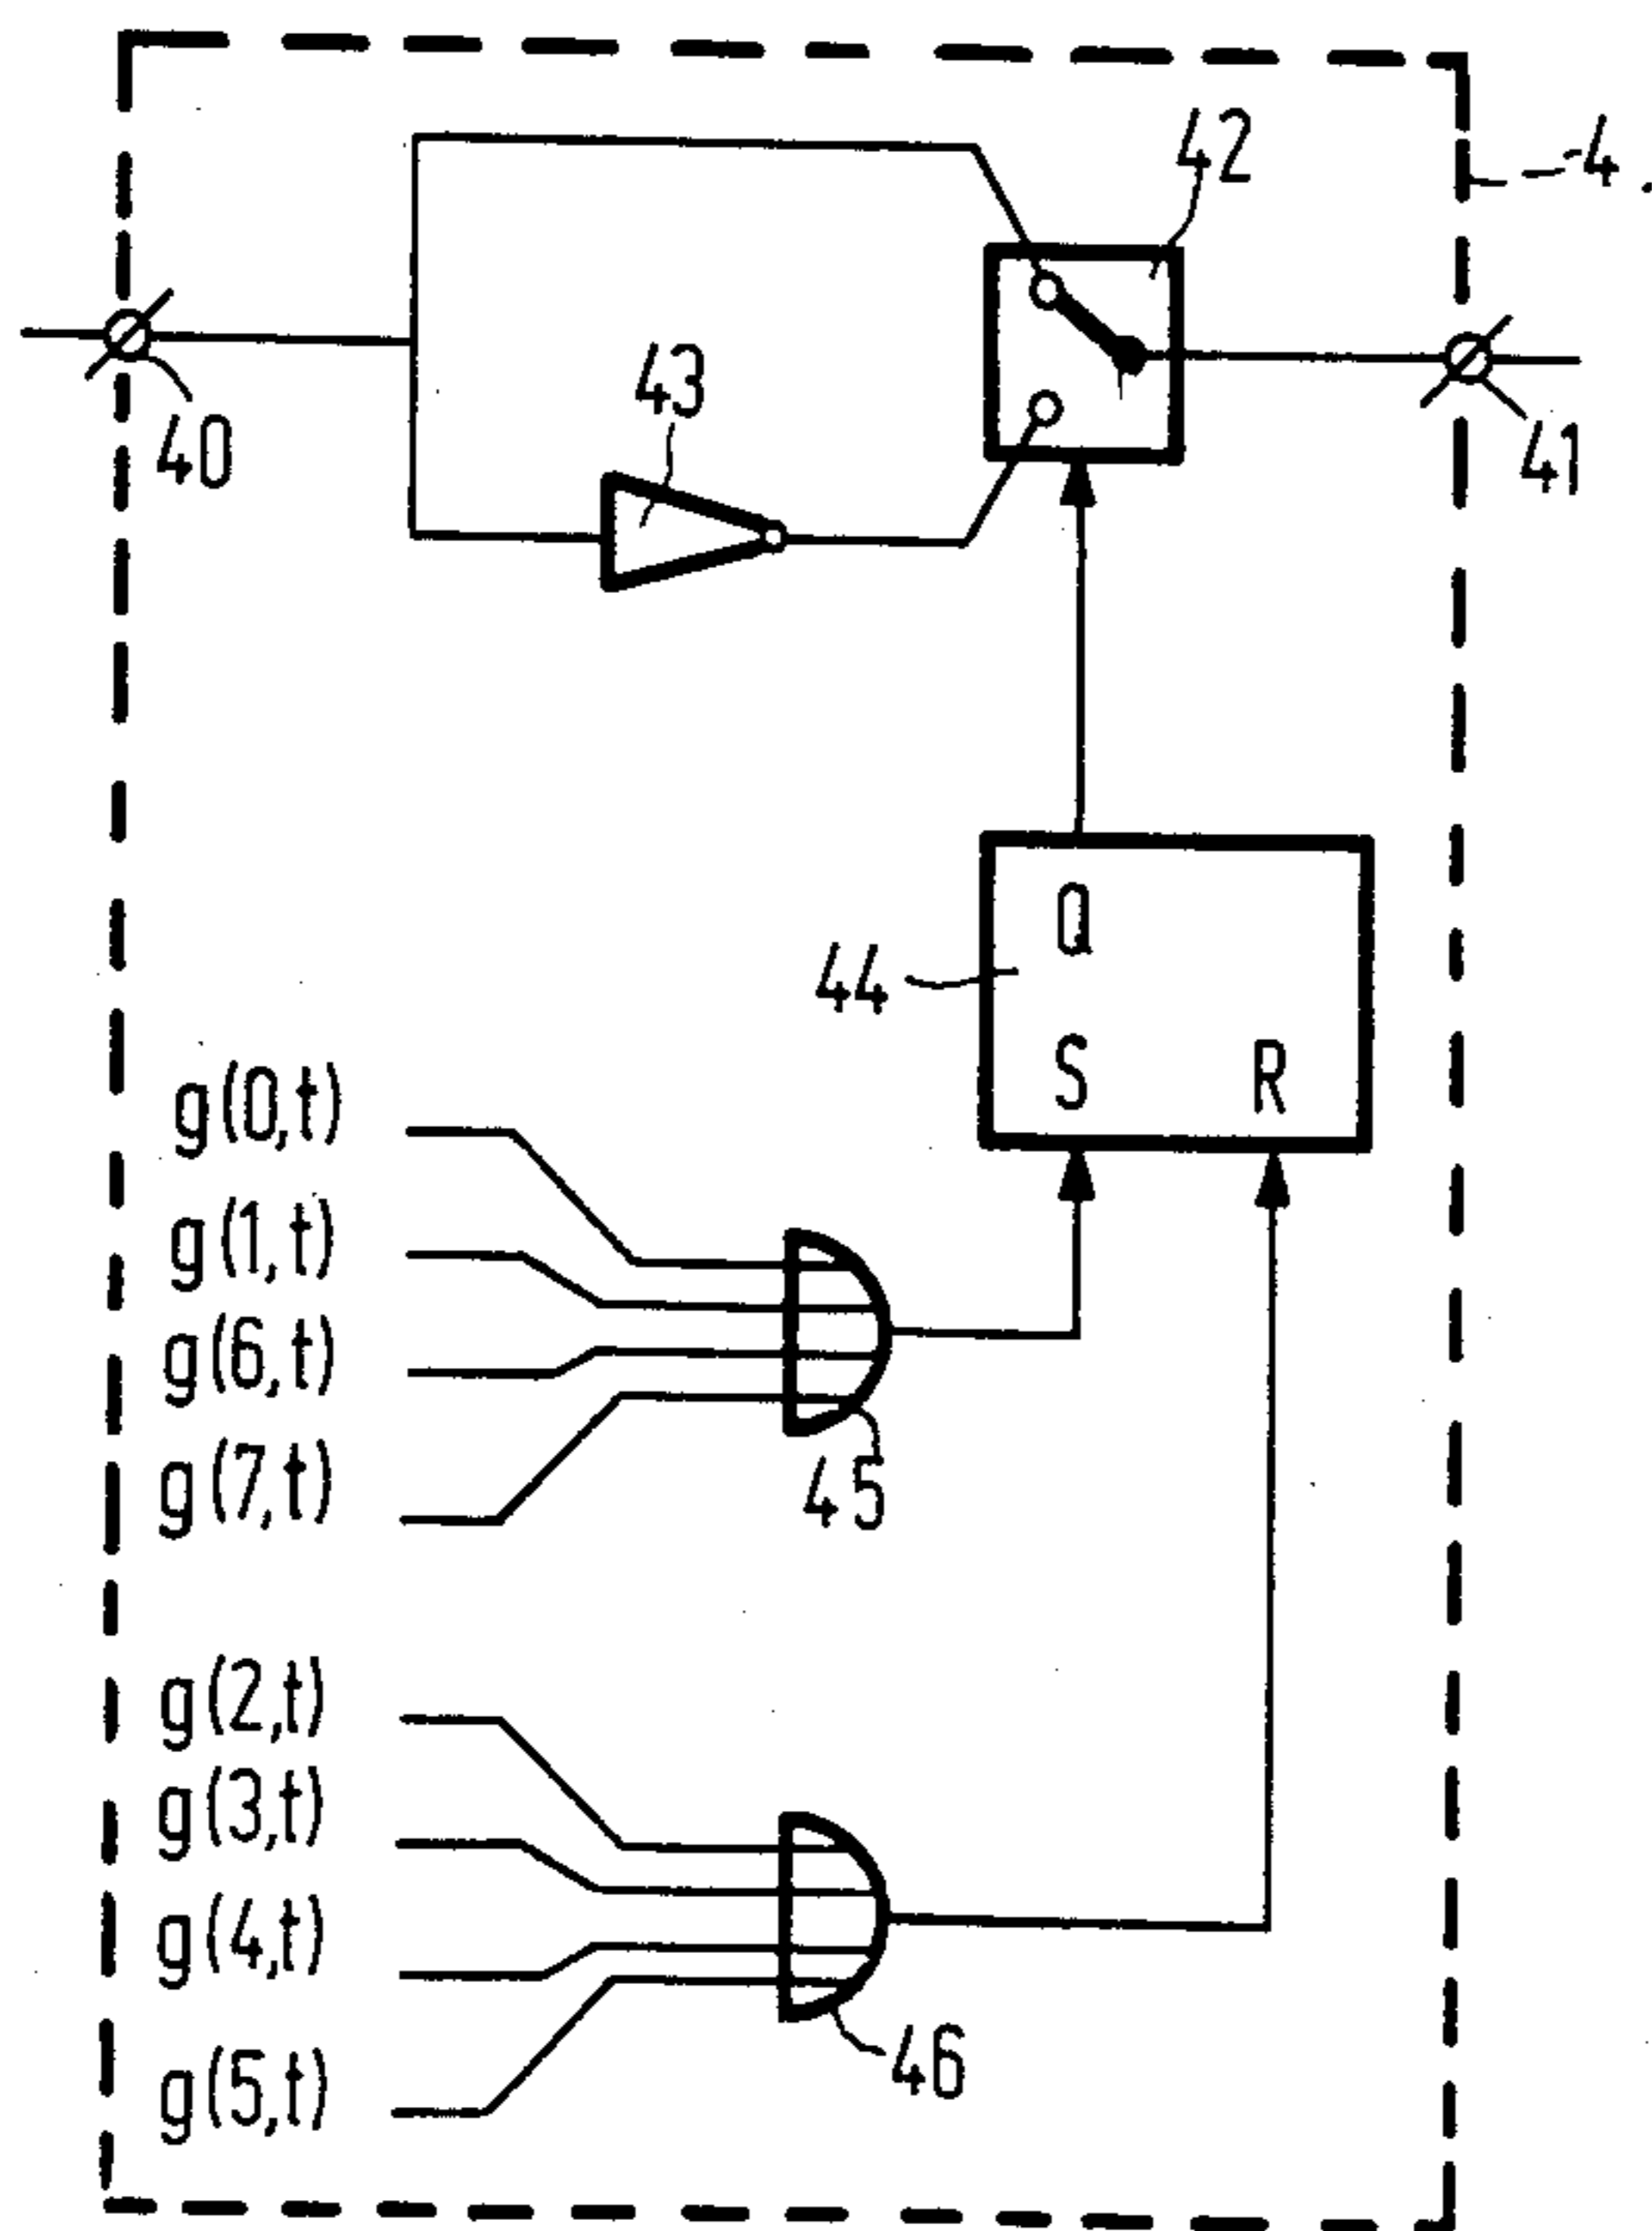 42
4.
43
40
41
Q
44
S R
g(0,t)
g(1,t)
g(6,t)
g(7,t)
45
g(2,t)
g(3,t)
g(4,t)
46
g(5,t)